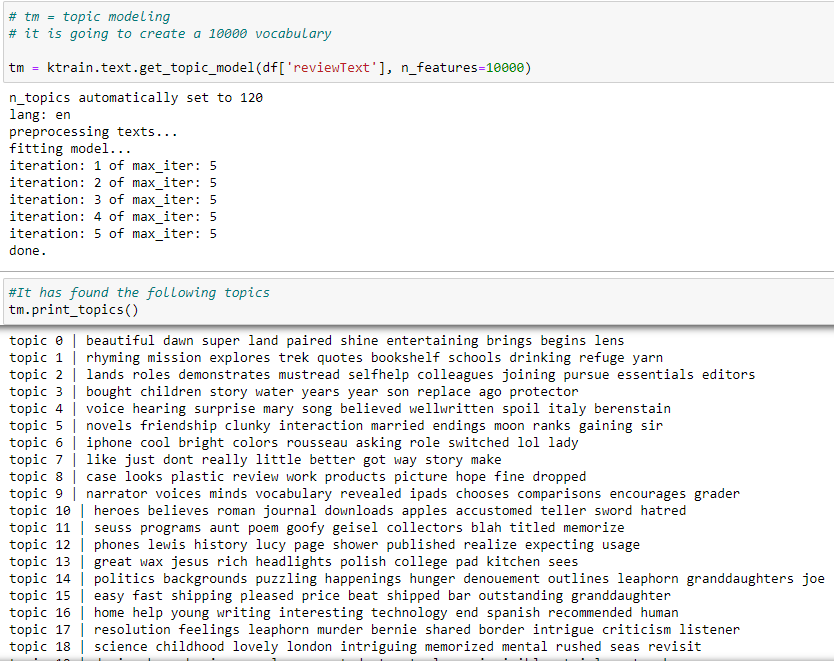 # tm = topic modeling
# it is going to create a 10000 vocabulary
tm = ktrain.text.get_topic_model(df['reviewText'], n_features=10000)
n_topics automatically set to 120
lang: en
preprocessing texts...
fitting model...
iteration: 1 of max_iter: 5
iteration: 2 of max_iter: 5
iteration: 3 of max_iter: 5
iteration: 4 of max_iter: 5
iteration: 5 of max_iter: 5
done.
#It has found the following topics
tm.print_topics()
topic 0 | beautiful dawn super land paired shine entertaining brings begins lens
topic 1 | rhyming mission explores trek quotes bookshelf schools drinking refuge yarn
topic 2 | lands roles demonstrates mustread selfhelp colleagues joining pursue essentials editors
topic 3 | bought children story water years year son replace ago protector
topic 4 | voice hearing surprise mary song believed wellwritten spoil italy berenstain
topic 5 | novels friendship clunky interaction married endings moon ranks gaining sir
topic 6 | iphone cool bright colors rousseau asking role switched lol lady
topic 7 | like just dont really little better got way story make
topic 8 | case looks plastic review work products picture hope fine dropped
topic 9 | narrator voices minds vocabulary revealed ipads chooses comparisons encourages grader
topic 10 | heroes believes roman journal downloads apples accustomed teller sword hatred
topic 11 | seuss programs aunt poem goofy geisel collectors blah titled memorize
topic 12 | phones lewis history lucy page shower published realize expecting usage
topic 13 | great wax jesus rich headlights polish college pad kitchen sees
topic 14 | politics backgrounds puzzling happenings hunger denouement outlines leaphorn granddaughters joe
topic 15 | easy fast shipping pleased price beat shipped bar outstanding granddaughter
topic 16 | home help young writing interesting technology end spanish recommended human
topic 17 | resolution feelings leaphorn murder bernie shared border intrigue criticism listener
topic 18 | science childhood lovely london intriguing memorized mental rushed seas revisit